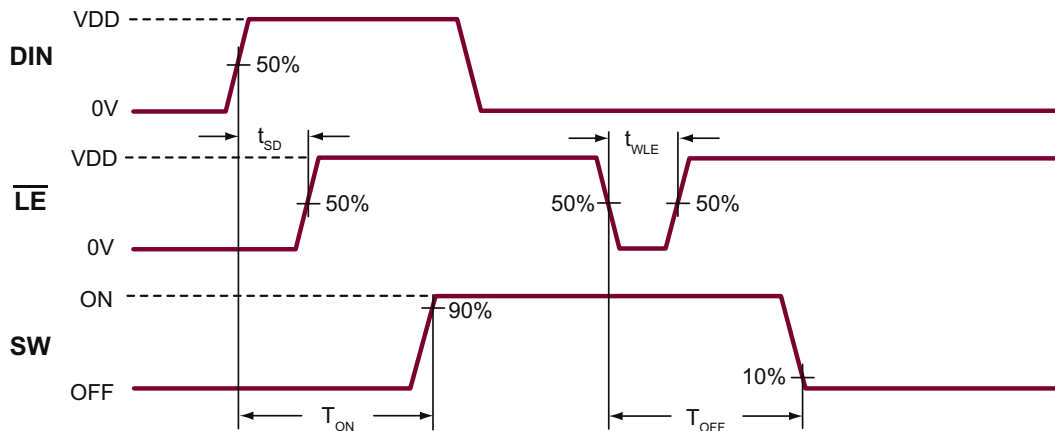 VDD
DIN
50%
0V
t_SD
t_WLE
VDD
LE
50%
50%
50%
0V
ON
90%
SW
10%
OFF
T_ON
T_OFF